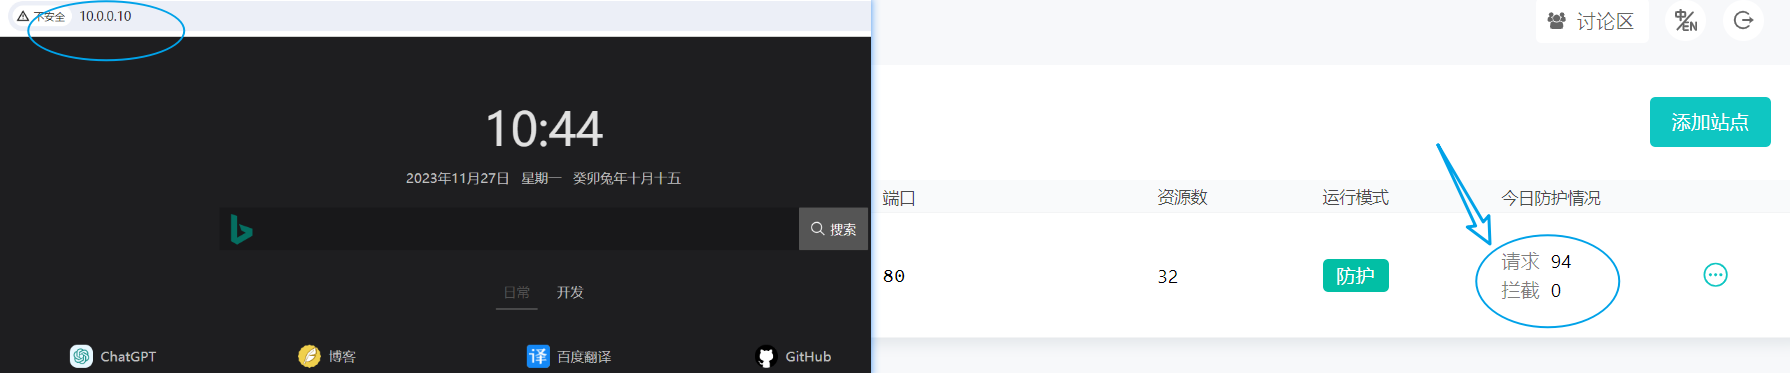 不安全 10.0.0.10
10:44
2023年11月27日 星期一 癸卯兔年十月十五
搜索
日常 开发
ChatGPT 博客 百度翻译 GitHub
讨论区 中/EN
添加站点
端口 资源数 运行模式 今日防护情况
80 32 防护 请求 94
拦截 0